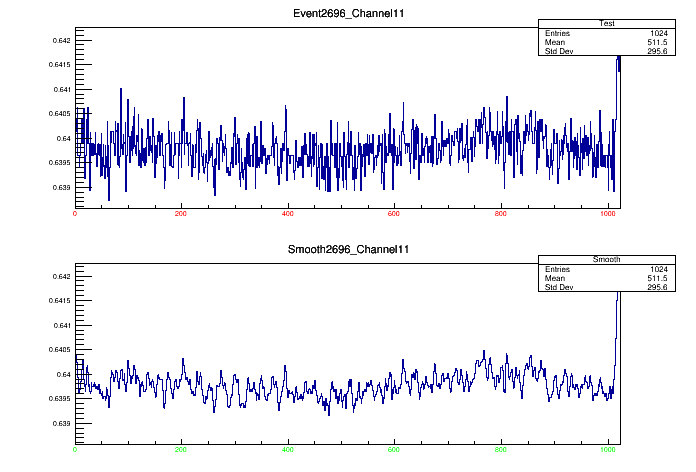 Event2696_Channel11
Test
Entries 1024
Mean 511.5
Std Dev 295.6
0.642
0.6415
0.641
0.6405
0.64
0.6395
0.639
0 200 400 600 800 1000
Smooth2696_Channel11
Smooth
Entries 1024
Mean 511.5
Std Dev 295.6
0.642
0.6415
0.641
0.6405
0.64
0.6395
0.639
0 200 400 600 800 1000